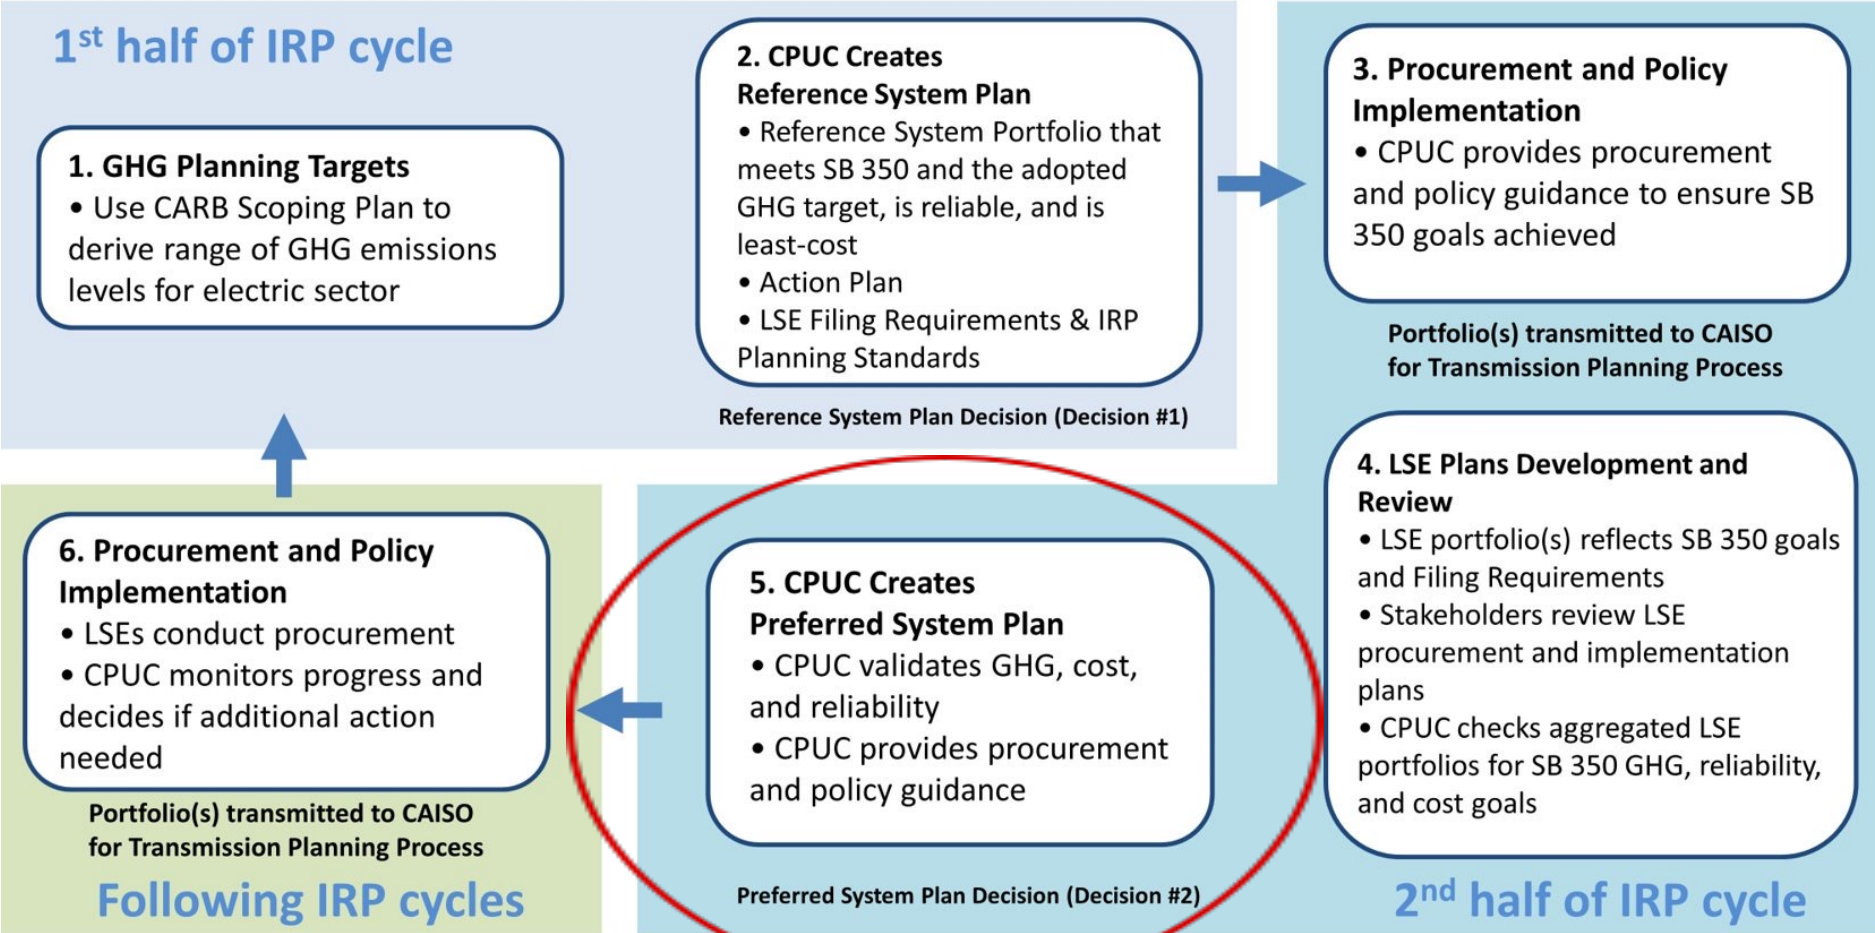 1st half of IRP cycle
1. GHG Planning Targets
• Use CARB Scoping Plan to
derive range of GHG emissions
levels for electric sector
2. CPUC Creates
Reference System Plan
• Reference System Portfolio that
meets SB 350 and the adopted
GHG target, is reliable, and is
least-cost
• Action Plan
• LSE Filing Requirements & IRP
Planning Standards
Reference System Plan Decision (Decision #1)
3. Procurement and Policy
Implementation
• CPUC provides procurement
and policy guidance to ensure SB
350 goals achieved
Portfolio(s) transmitted to CAISO
for Transmission Planning Process
4. LSE Plans Development and
Review
• LSE portfolio(s) reflects SB 350 goals
and Filing Requirements
• Stakeholders review LSE
procurement and implementation
plans
• CPUC checks aggregated LSE
portfolios for SB 350 GHG, reliability,
and cost goals
2nd half of IRP cycle
5. CPUC Creates
Preferred System Plan
• CPUC validates GHG, cost,
and reliability
• CPUC provides procurement
and policy guidance
Preferred System Plan Decision (Decision #2)
6. Procurement and Policy
Implementation
• LSEs conduct procurement
• CPUC monitors progress and
decides if additional action
needed
Portfolio(s) transmitted to CAISO
for Transmission Planning Process
Following IRP cycles